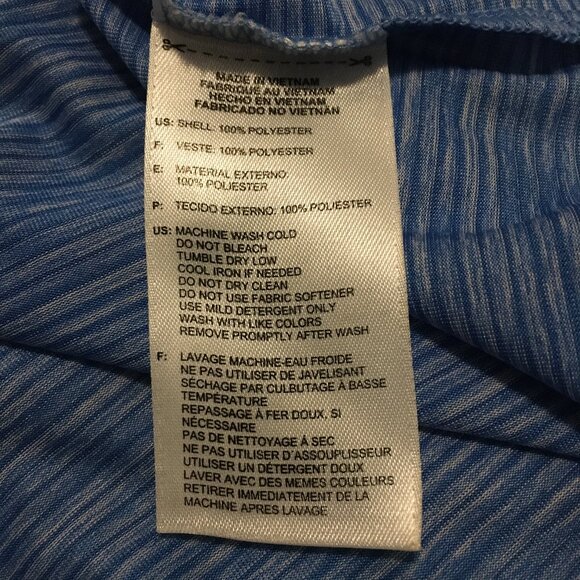 MADE IN VIETNAM
FABRIQUE AU VIETNAM
HECHO EN VIETNAM
FABRICADO NO VIETNAN
US: SHELL: 100% POLYESTER
F: VESTE: 100% POLYESTER
E: MATERIAL EXTERNO:
100% POLIESTER
P: TECIDO EXTERNO: 100% POLIÉSTER
US: MACHINE WASH COLD
DO NOT BLEACH
TUMBLE DRY LOW
COOL IRON IF NEEDED
DO NOT DRY CLEAN
DO NOT USE FABRIC SOFTENER
USE MILD DETERGENT ONLY
WASH WITH LIKE COLORS
REMOVE PROMPTLY AFTER WASH
F: LAVAGE MACHINE-EAU FROIDE
NE PAS UTILISER DE JAVELISANT
SÉCHAGE PAR CULBUTAGE À BASSE
TEMPÉRATURE
REPASSAGE À FER DOUX, SI
NÉCESSAIRE
PAS DE NETTOYAGE À SEC
NE PAS UTILISER D'ASSOUPLISSEUR
UTILISER UN DÉTERGENT DOUX
LAVER AVEC DES MEMES COULEURS
RETIRER IMMEDIATEMENT DE LA
MACHINE APRES LAVAGE